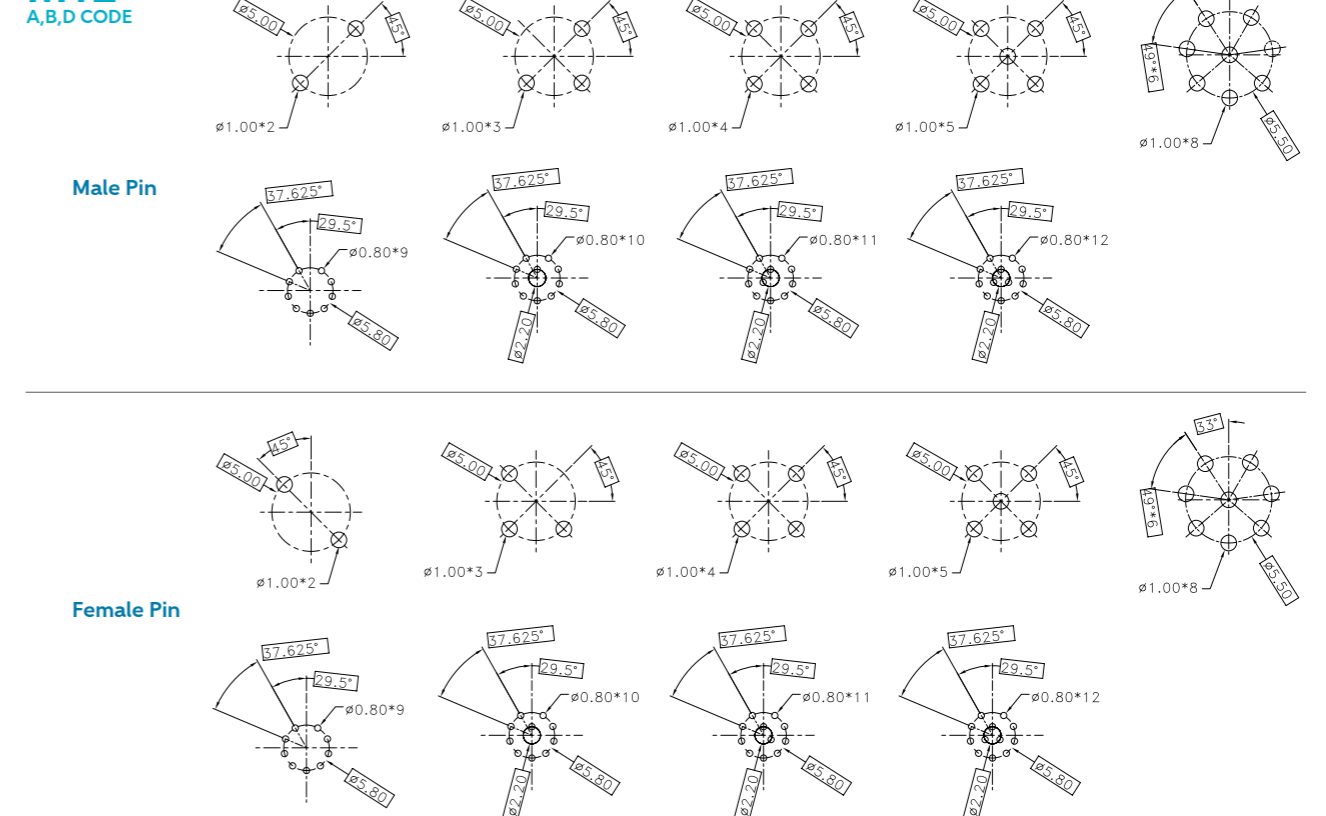 A,B,D CODE
ø5.00
45°
ø1.00*2
ø5.00
45°
ø1.00*3
ø5.00
45°
ø1.00*4
ø5.00
45°
ø1.00*5
49°*6
ø5.50
ø1.00*8
Male Pin
37.625°
29.5°
ø0.80*9
ø5.80
37.625°
29.5°
ø0.80*10
ø5.80
ø2.20
37.625°
29.5°
ø0.80*11
ø5.80
ø2.20
37.625°
29.5°
ø0.80*12
ø5.80
ø2.20
45°
ø5.00
ø1.00*2
ø5.00
45°
ø1.00*3
ø5.00
45°
ø1.00*4
ø5.00
45°
ø1.00*5
33°
49°*6
ø5.50
ø1.00*8
Female Pin
37.625°
29.5°
ø0.80*9
ø5.80
37.625°
29.5°
ø0.80*10
ø5.80
ø2.20
37.625°
29.5°
ø0.80*11
ø5.80
ø2.20
37.625°
29.5°
ø0.80*12
ø5.80
ø2.20